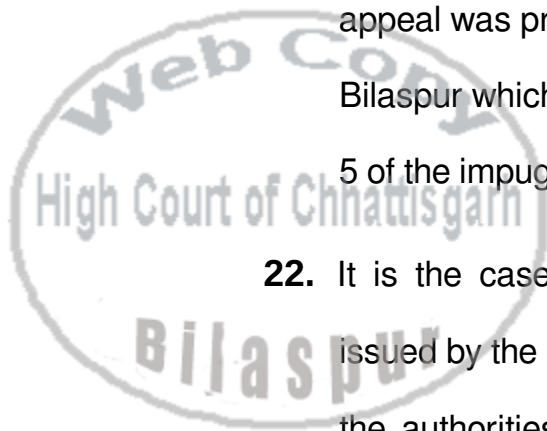 Web Copy
appeal was pr
Bilaspur which
5 of the impug
High Court of Chhattisgarh
22. It is the case
issued by the
Bilaspur
the authorities